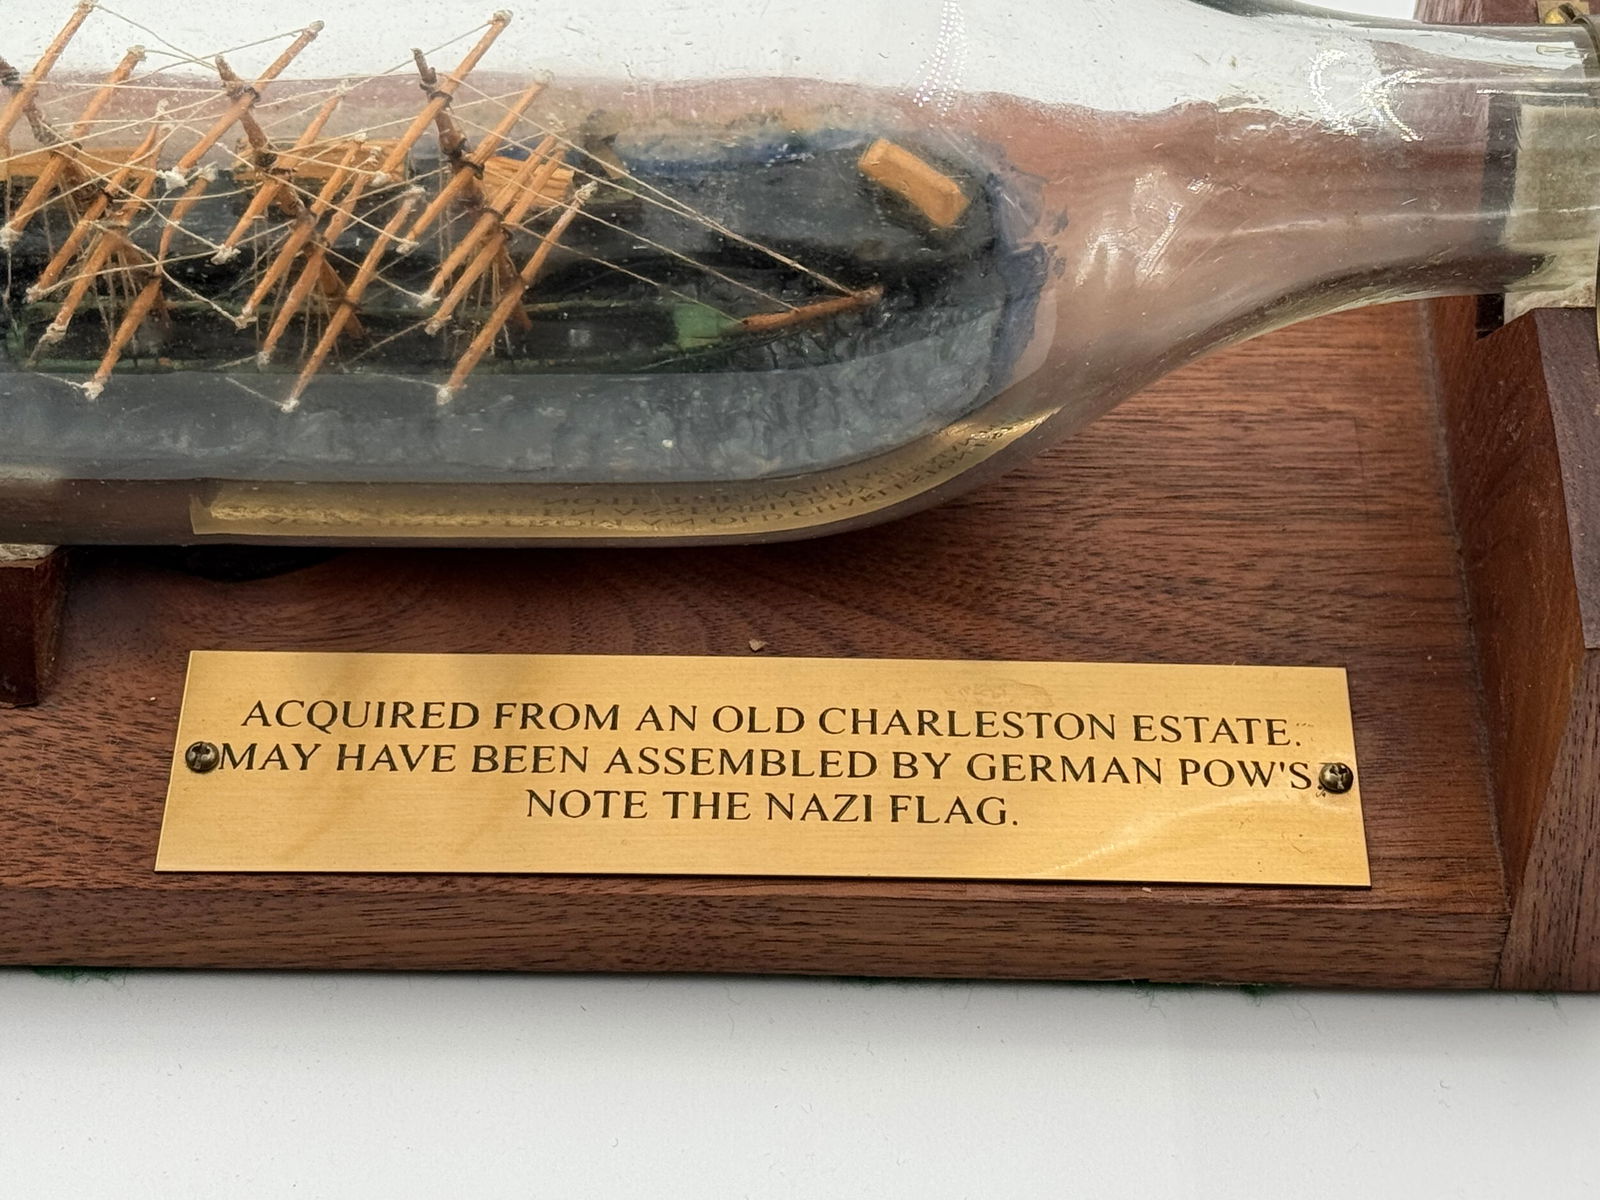 ACQUIRED FROM AN OLD CHARLESTON ESTATE.
MAY HAVE BEEN ASSEMBLED BY GERMAN POW'S.
NOTE THE NAZI FLAG.